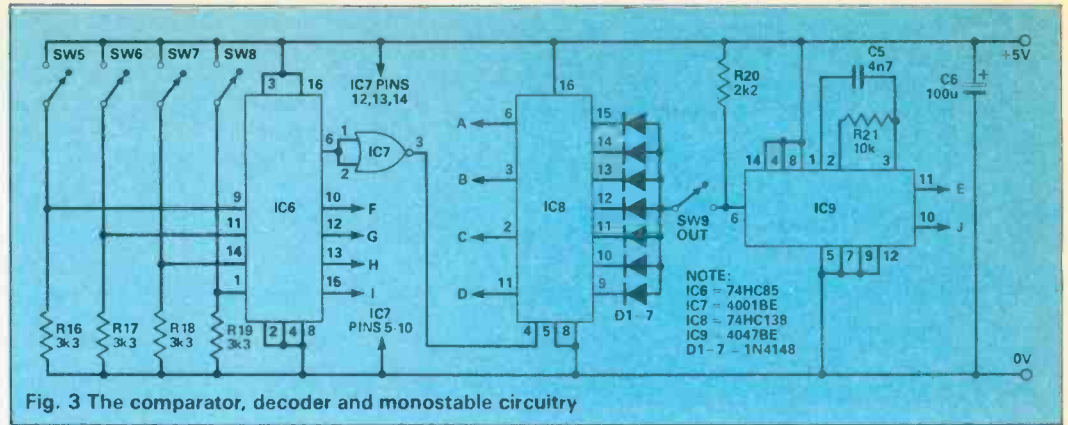 SW5 SW6 SW7 SW8
+5V
3 16
IC7 PINS
12,13,14
16
R20
2k2
C5
4n7
C6
100u
+
6
1
2
IC7
3
A 6 15
14
R21
10k
B 3 13
14 4 8 1 2 3
9
IC6
10 F
12
IC8
11 E
11
12 G
C 2 11
SW9
OUT
6
IC9
10 J
14
13 H
10
1
16 I
D 11 9
D1-7
5 7 9 12
R16
3k3
R17
3k3
R18
3k3
R19
3k3
2 4 8
IC7
PINS 5-10
4 5 8
NOTE:
IC6 = 74HC85
IC7 = 4001BE
IC8 = 74HC138
IC9 = 4047BE
D1-7 = 1N4148
0V
Fig. 3 The comparator, decoder and monostable circuitry